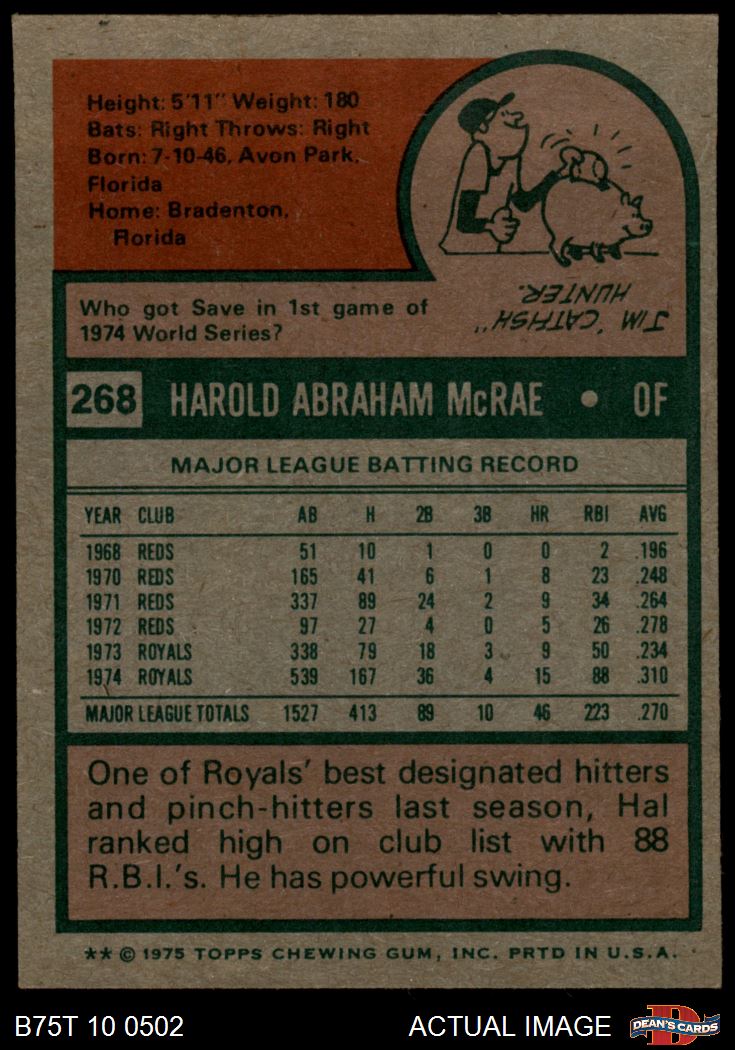 Height: 5'11" Weight: 180
Bats: Right Throws: Right
Born: 7-10-46, Avon Park,
Florida
Home: Bradenton,
Florida
Who got Save in 1st game of
1974 World Series?
JIM "CATFISH"
HUNTER.
268 HAROLD ABRAHAM McRAE • OF
MAJOR LEAGUE BATTING RECORD
YEAR CLUB AB H 2B 3B HR RBI AVG
1968 REDS 51 10 1 0 0 2 .196
1970 REDS 165 41 6 1 8 23 .248
1971 REDS 337 89 24 2 9 34 .264
1972 REDS 97 27 4 0 5 26 .278
1973 ROYALS 338 79 18 3 9 50 .234
1974 ROYALS 539 167 36 4 15 88 .310
MAJOR LEAGUE TOTALS 1527 413 89 10 46 223 .270
One of Royals' best designated hitters
and pinch-hitters last season, Hal
ranked high on club list with 88
R.B.I.'s. He has powerful swing.
** © 1975 TOPPS CHEWING GUM, INC. PRTD IN U.S.A.
B75T 10 0502 ACTUAL IMAGE D DEAN'S CARDS